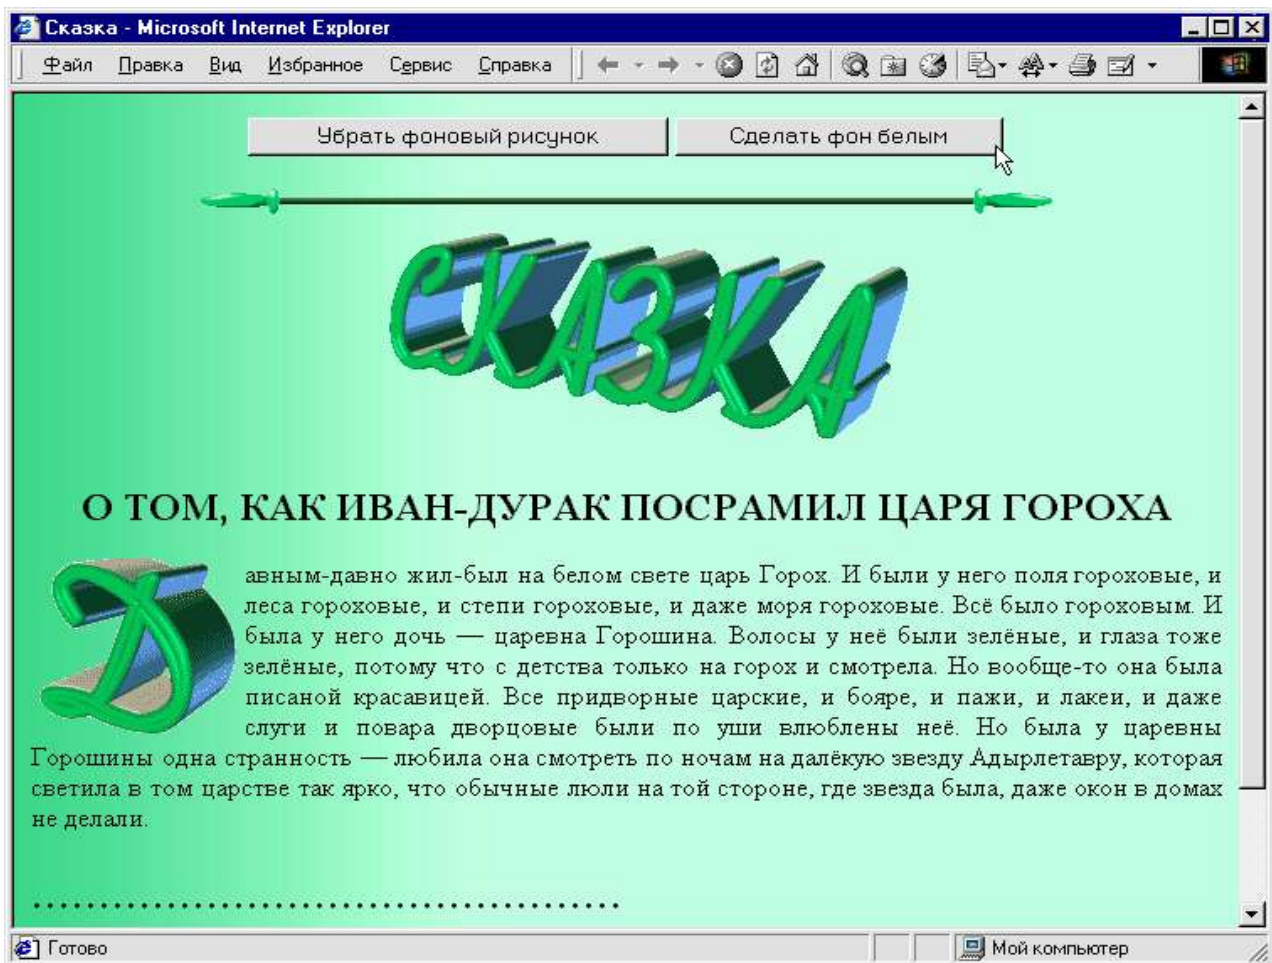 Сказка - Microsoft Internet Explorer
Файл Правка Вид Избранное Сервис Справка
Убрать фоновый рисунок Сделать фон белым
СКАЗКА
О ТОМ, КАК ИВАН-ДУРАК ПОСРАМИЛ ЦАРЯ ГОРОХА
Давным-давно жил-был на белом свете царь Горох. И были у него поля гороховые, и
леса гороховые, и степи гороховые, и даже моря гороховые. Всё было гороховым. И
была у него дочь — царевна Горошина. Волосы у неё были зелёные, и глаза тоже
зелёные, потому что с детства только на горох и смотрела. Но вообще-то она была
писаной красавицей. Все придворные царские, и бояре, и пажи, и лакеи, и даже
слуги и повара дворцовые были по уши влюблены неё. Но была у царевны
Горошины одна странность — любила она смотреть по ночам на далёкую звезду Адырлетавру, которая
светила в том царстве так ярко, что обычные люли на той стороне, где звезда была, даже окон в домах
не делали.
.............................................
Готово Мой компьютер